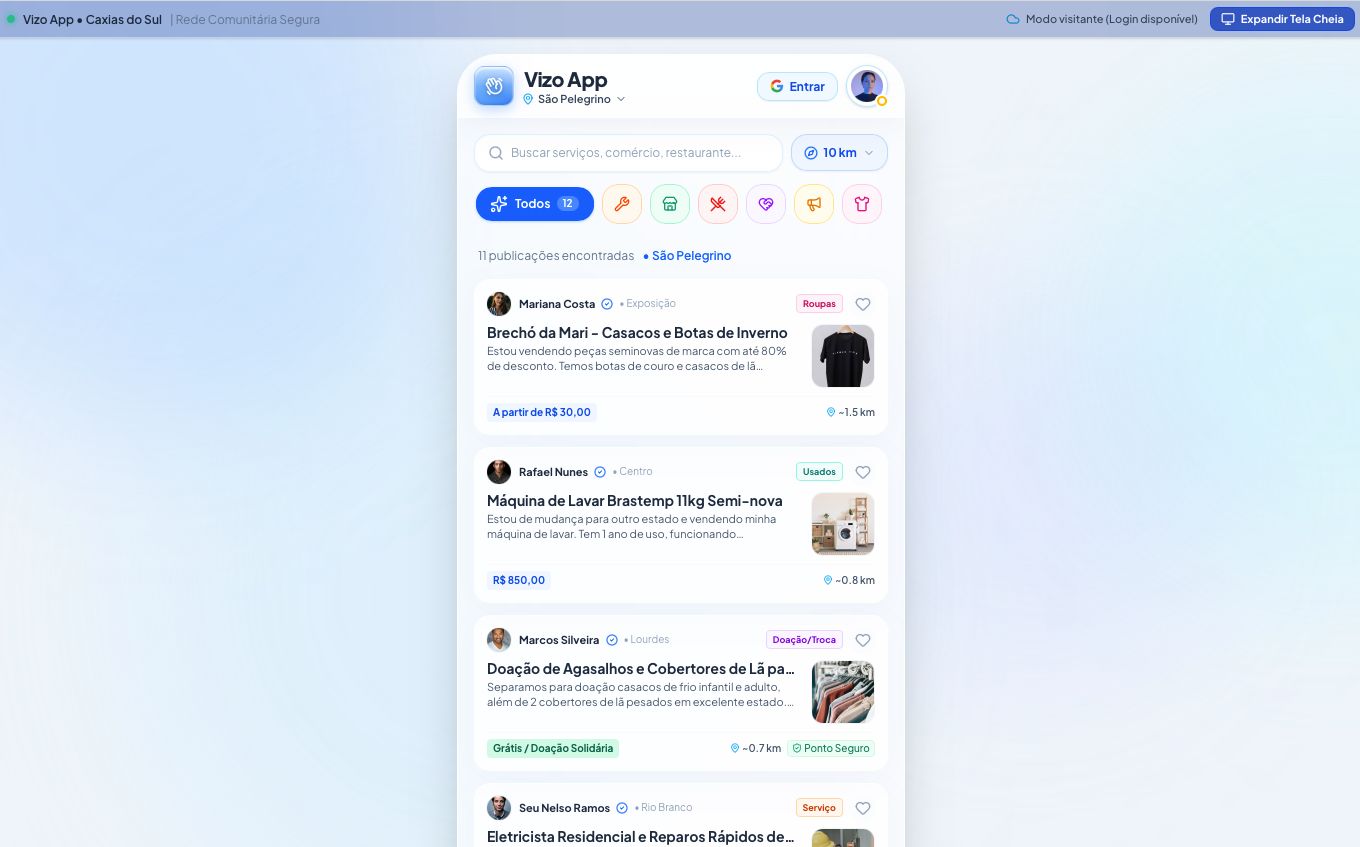 Vizo App • Caxias do Sul | Rede Comunitária Segura
Modo visitante (Login disponível)
Expandir Tela Cheia
Vizo App
São Pelegrino
Entrar
Buscar serviços, comércio, restaurante...
10 km
Todos 12
11 publicações encontradas • São Pelegrino
Mariana Costa • Exposição
Roupas
Brechó da Mari - Casacos e Botas de Inverno
Estou vendendo peças seminovas de marca com até 80%
de desconto. Temos botas de couro e casacos de lã…
A partir de R$ 30,00
~1.5 km
Rafael Nunes • Centro
Usados
Máquina de Lavar Brastemp 11kg Semi-nova
Estou de mudança para outro estado e vendendo minha
máquina de lavar. Tem 1 ano de uso, funcionando…
R$ 850,00
~0.8 km
Marcos Silveira • Lourdes
Doação/Troca
Doação de Agasalhos e Cobertores de Lã pa…
Separamos para doação casacos de frio infantil e adulto,
além de 2 cobertores de lã pesados em excelente estado.…
Grátis / Doação Solidária
~0.7 km
Ponto Seguro
Seu Nelso Ramos • Rio Branco
Serviço
Eletricista Residencial e Reparos Rápidos de…